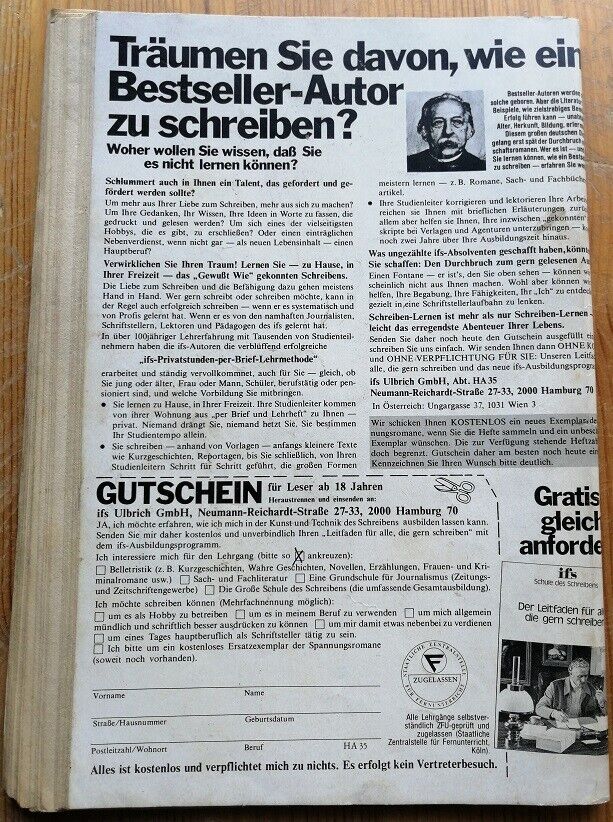 Träumen Sie davon, wie ein
Bestseller-Autor
zu schreiben?
Woher wollen Sie wissen, daß Sie
es nicht lernen können?
Schlummert auch in Ihnen ein Talent, das gefordert und ge-
fördert werden sollte?
Um mehr aus Ihrer Liebe zum Schreiben, mehr aus sich zu machen?
Um Ihre Gedanken, Ihr Wissen, Ihre Ideen in Worte zu fassen, die
gedruckt und gelesen werden? Um sich eines der vielseitigsten
Hobbys, die es gibt, zu erschließen? Oder einen einträglichen
Nebenverdienst, wenn nicht gar — als neuen Lebensinhalt — einen
Hauptberuf?
Verwirklichen Sie Ihren Traum! Lernen Sie — zu Hause, in
Ihrer Freizeit — das „Gewußt Wie" gekonnten Schreibens.
Die Liebe zum Schreiben und die Befähigung dazu gehen meistens
Hand in Hand. Wer gern schreibt oder schreiben möchte, kann in
der Regel auch erfolgreich schreiben — wenn er es systematisch und
von Profis gelernt hat. Wenn er es von den namhaften Journalisten,
Schriftstellern, Lektoren und Pädagogen des ifs gelernt hat.
In über 100jähriger Lehrerfahrung mit Tausenden von Studienteil-
nehmern haben die ifs-Autoren die verblüffend erfolgreiche
„ifs-Privatstunden-per-Brief-Lehrmethode"
erarbeitet und ständig vervollkommnet, auch für Sie — gleich, ob
Sie jung oder älter, Frau oder Mann, Schüler, berufstätig oder pen-
sioniert sind, und welche Vorbildung Sie mitbringen.
• Sie lernen zu Hause, in Ihrer Freizeit. Ihre Studienleiter kommen
von ihrer Wohnung aus „per Brief und Lehrheft" zu Ihnen —
privat. Niemand drängt Sie, niemand hetzt Sie. Sie bestimmen
Ihr Studientempo allein.
• Sie schreiben — anhand von Vorlagen — anfangs kleinere Texte
wie Kurzgeschichten, Reportagen, bis Sie schließlich, von Ihren
Studienleitern Schritt für Schritt geführt, die großen Formen
Bestseller-Autoren werden
solche geboren. Aber die Literatur
Beispiele, wie zielstrebiges Be
Erfolg führen kann — unab
Alter, Herkunft, Bildung, erler
Diesem großen deutschen D
gelang erst spät der Durchbruch
schaftsromanen. Wer es ist — u
Sie lernen können, wie ein Bests
zu schreiben — erfahren Sie we
meistern lernen — z. B. Romane, Sach- und Fachbüche
artikel.
• Ihre Studienleiter korrigieren und lektorieren Ihre Arbei
reichen sie Ihnen mit brieflichen Erläuterungen zurü
allem aber helfen sie Ihnen, Ihre inzwischen „gekonnten"
skripte bei Verlagen und Agenturen unterzubringen — ko
noch zwei Jahre über Ihre Ausbildungszeit hinaus.
Was ungezählte ifs-Absolventen geschafft haben, könn
Sie schaffen: Den Durchbruch zum gern gelesenen A
Einen Fontane — er ist's, den Sie oben sehen — können w
scheinlich nicht aus Ihnen machen. Wohl aber können wi
helfen, Ihre Begabung, Ihre Fähigkeiten, Ihr „Ich" zu entde
gezielt in eine Schriftstellerlaufbahn zu lenken.
Schreiben-Lernen ist mehr als nur Schreiben-Lernen
leicht das erregendste Abenteuer Ihrer Lebens.
Senden Sie daher noch heute den Gutschein ausgefüllt
schicken Sie uns einfach. Wir senden Ihnen dann OHNE KO
und OHNE VERPFLICHTUNG FÜR SIE: Unseren Leitfa
alle, die gern schreiben und das neue ifs-Ausbildungsprogr
ifs Ulbrich GmbH, Abt. HA 35
Neumann-Reichardt-Straße 27-33, 2000 Hamburg 70
In Österreich: Ungargasse 37, 1031 Wien 3
Wir schicken Ihnen KOSTENLOS ein neues Exemplar
nungsromane, wenn Sie die Hefte sammeln und ein unbes
Exemplar wünschen. Die zur Verfügung stehende Heftzahl
doch begrenzt. Gutschein daher am besten noch heute ein
Kennzeichnen Sie Ihren Wunsch bitte deutlich.
GUTSCHEIN für Leser ab 18 Jahren
Heraustrennen und einsenden an:
ifs Ulbrich GmbH, Neumann-Reichardt-Straße 27-33, 2000 Hamburg 70
JA, ich möchte erfahren, wie ich mich in der Kunst und Technik des Schreibens ausbilden lassen kann.
Senden Sie mir daher kostenlos und unverbindlich Ihren „Leitfaden für alle, die gern schreiben" mit
dem ifs-Ausbildungsprogramm.
Ich interessiere mich für den Lehrgang (bitte so X ankreuzen):
Belletristik (z. B. Kurzgeschichten, Wahre Geschichten, Novellen, Erzählungen, Frauen- und Kri-
minalromane usw.) Sach- und Fachliteratur Eine Grundschule für Journalismus (Zeitungs-
und Zeitschriftengewerbe) Die Große Schule des Schreibens (die umfassende Gesamtausbildung).
Ich möchte schreiben können (Mehrfachnennung möglich):
um es als Hobby zu betreiben um es in meinem Beruf zu verwenden um mich allgemein
mündlich und schriftlich besser ausdrücken zu können um mir damit etwas nebenbei zu verdienen
um eines Tages hauptberuflich als Schriftsteller tätig zu sein.
Ich bitte um ein kostenloses Ersatzexemplar der Spannungsromane
(soweit noch vorhanden).
Vorname Name
Straße/Hausnummer Geburtsdatum
Postleitzahl/Wohnort Beruf HA 35
STAATLICHE ZENTRALSTELLE FÜR FERNUNTERRICHT
ZUGELASSEN
Alle Lehrgänge selbstver-
ständlich ZFU-geprüft und
zugelassen (Staatliche
Zentralstelle für Fernunterricht,
Köln).
Alles ist kostenlos und verpflichtet mich zu nichts. Es erfolgt kein Vertreterbesuch.
Gratis
gleich
anforde
ifs
Schule des Schreibens
Der Leitfaden für a
die gern schreiben